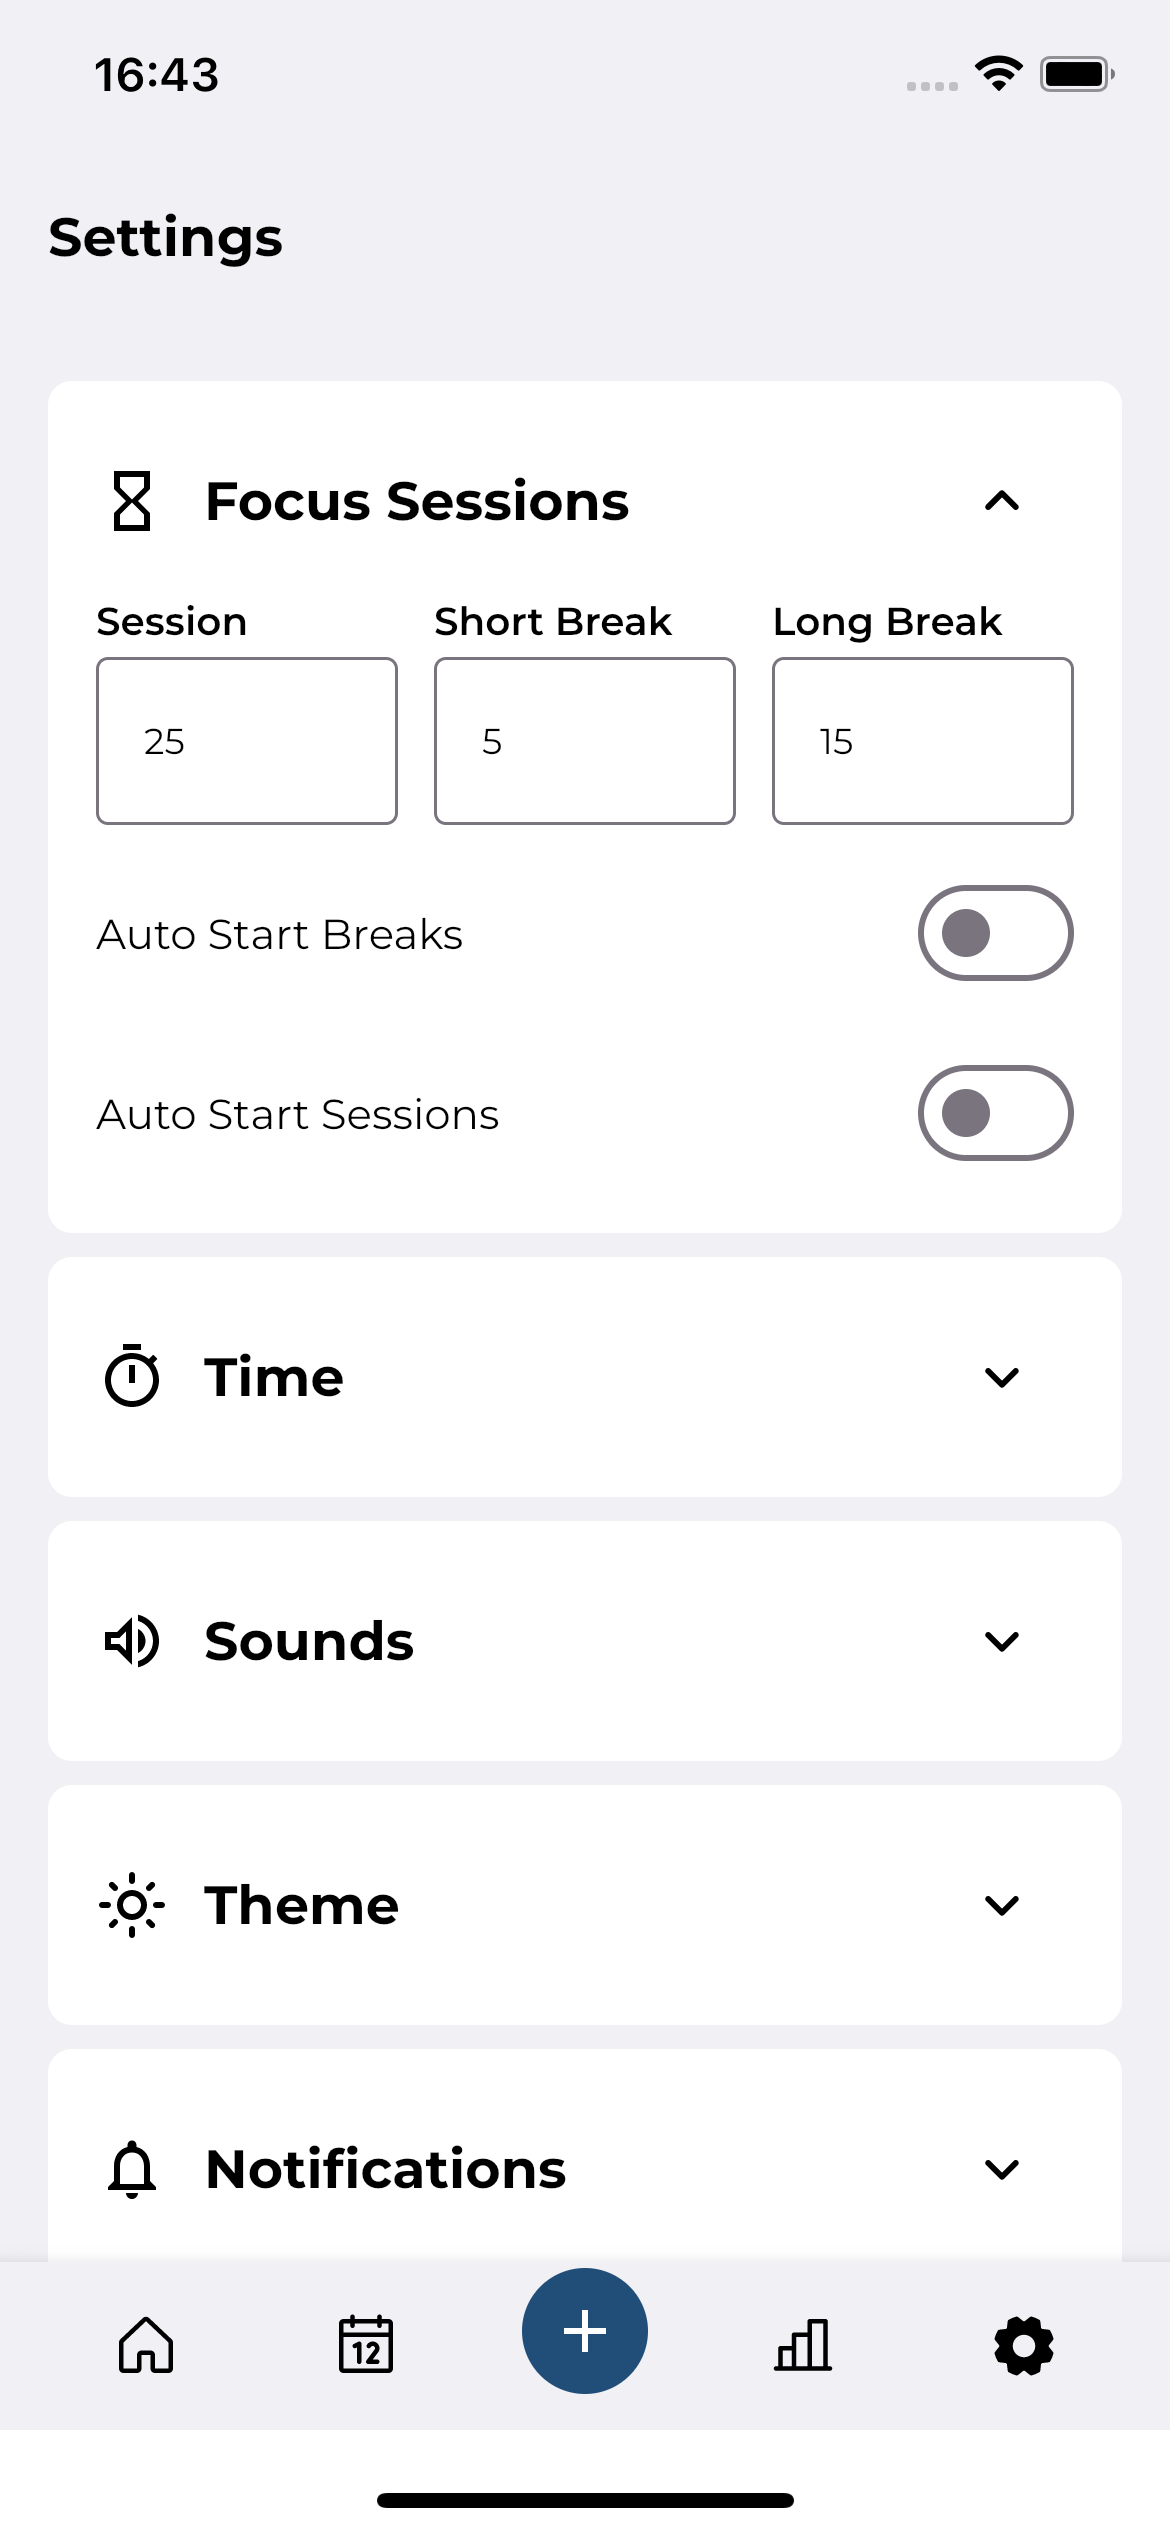 16:43
Settings
Focus Sessions
Session Short Break Long Break
25 5 15
Auto Start Breaks
Auto Start Sessions
Time
Sounds
Theme
Notifications
12